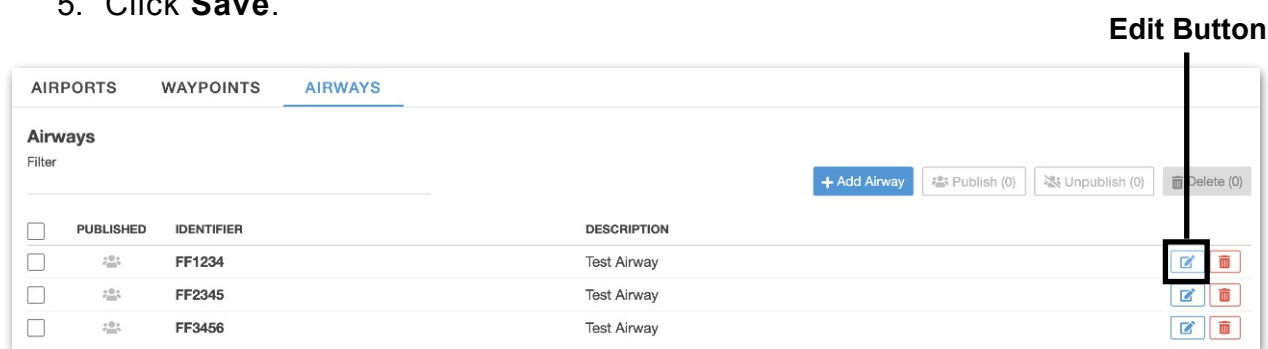 5. Click Save.
Edit Button
AIRPORTS WAYPOINTS AIRWAYS
Airways
Filter
+ Add Airway Publish (0) Unpublish (0) Delete (0)
PUBLISHED IDENTIFIER DESCRIPTION
FF1234 Test Airway
FF2345 Test Airway
FF3456 Test Airway